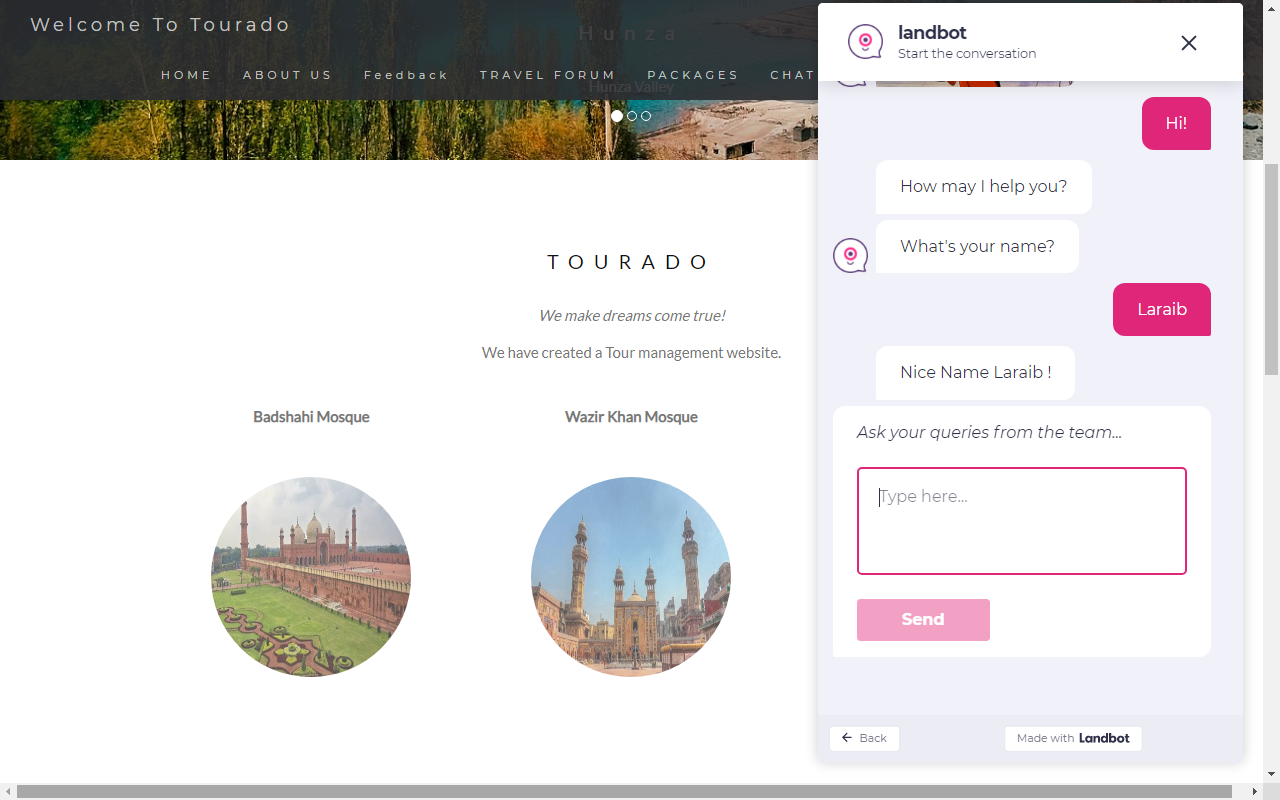 Welcome To Tourado
Hunza
HOME ABOUT US Feedback TRAVEL FORUM PACKAGES CHAT
Hunza Valley
TOURADO
We make dreams come true!
We have created a Tour management website.
Badshahi Mosque
Wazir Khan Mosque
landbot
Start the conversation
Hi!
How may I help you?
What's your name?
Laraib
Nice Name Laraib !
Ask your queries from the team...
Type here...
Send
Back
Made with Landbot